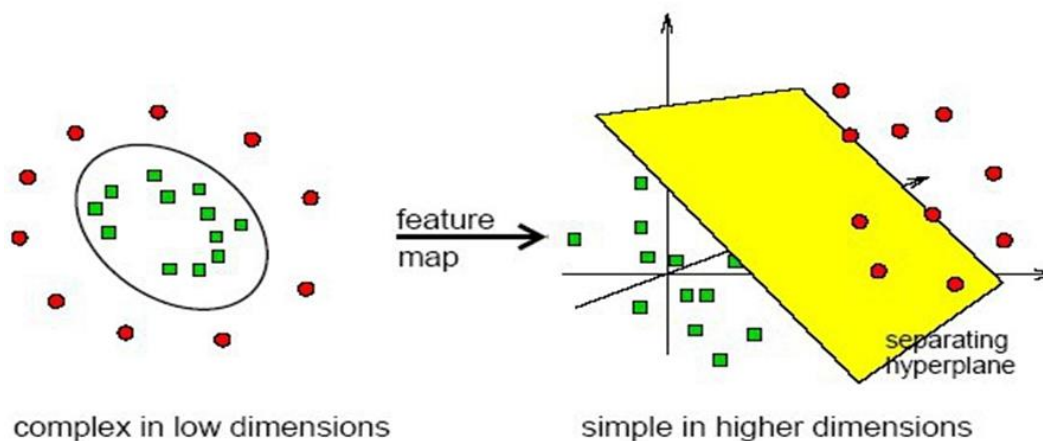 feature
map
separating
hyperplane
complex in low dimensions
simple in higher dimensions